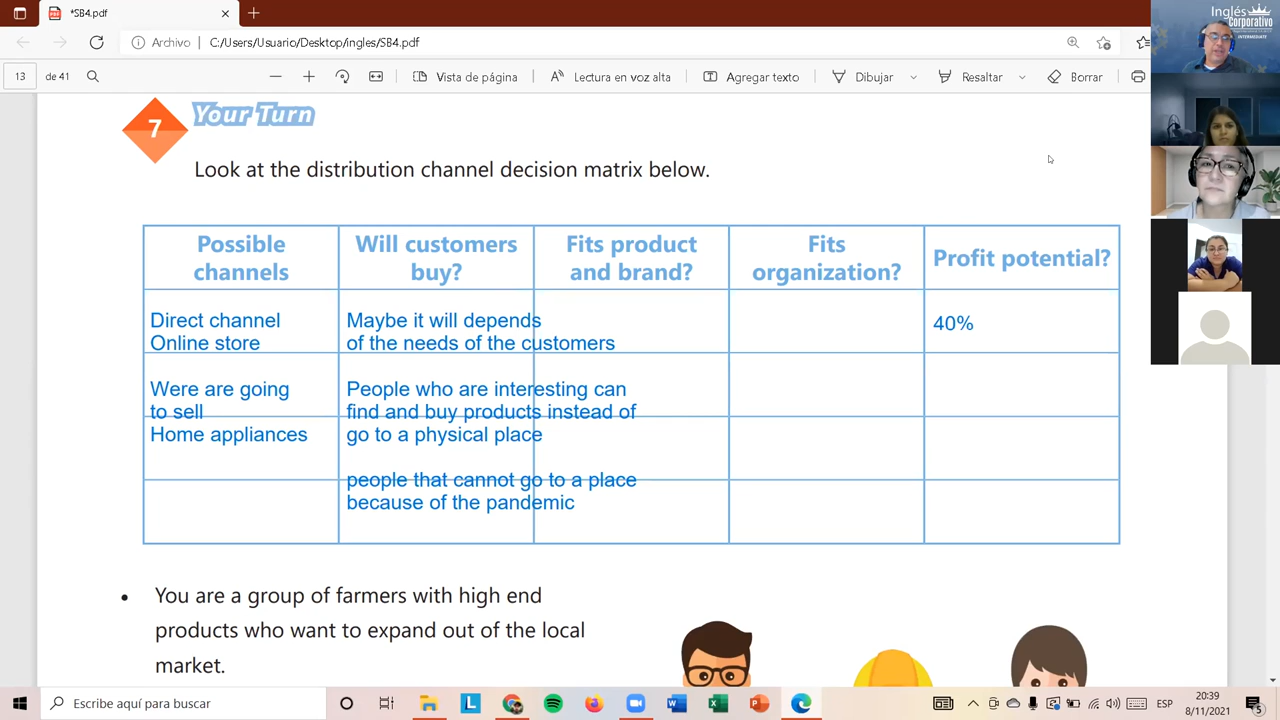 *SB4.pdf
Archivo
C:/Users/Usuario/Desktop/ingles/SB4.pdf
13 de 41
Vista de página
Lectura en voz alta
Agregar texto
Dibujar
Resaltar
Borrar
Inglés
Corporativo
INTERMEDIATE
7
Your Turn
Look at the distribution channel decision matrix below.
Possible channels
Will customers buy?
Fits product and brand?
Fits organization?
Profit potential?
Direct channel
Online store
Maybe it will depends
of the needs of the customers
40%
Were are going
to sell
Home appliances
People who are interesting can
find and buy products instead of
go to a physical place
people that cannot go to a place
because of the pandemic
• You are a group of farmers with high end
products who want to expand out of the local
market.
Escribe aquí para buscar
ESP
20:39
8/11/2021
5